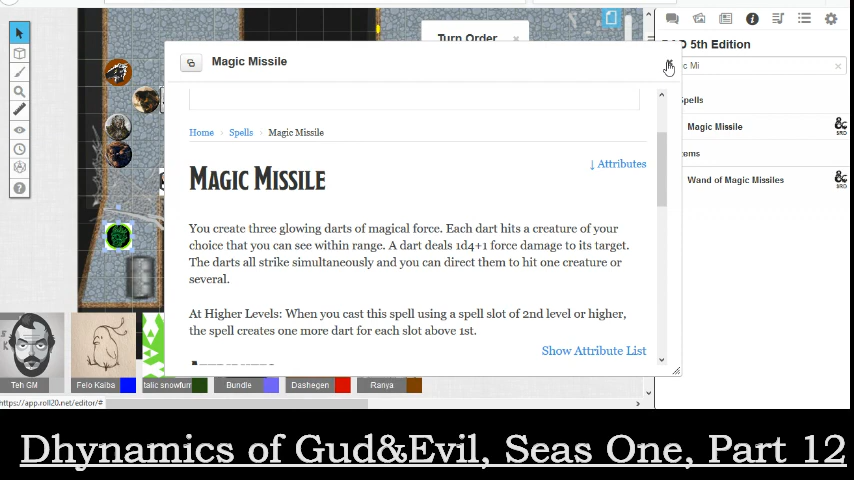 Turn Order
Magic Missile
D 5th Edition
c Mi
Home › Spells › Magic Missile
Spells
↓ Attributes
Magic Missile
SRD
Magic Missile
You create three glowing darts of magical force. Each dart hits a creature of your
choice that you can see within range. A dart deals 1d4+1 force damage to its target.
The darts all strike simultaneously and you can direct them to hit one creature or
several.
At Higher Levels: When you cast this spell using a spell slot of 2nd level or higher,
the spell creates one more dart for each slot above 1st.
Show Attribute List
tems
Wand of Magic Missiles
SRD
Teh GM
Felo Kaiba
talic snowfum
Bundle
Dashegen
Ranya
https://app.roll20.net/editor/#
Dhynamics of Gud&Evil, Seas One, Part 12